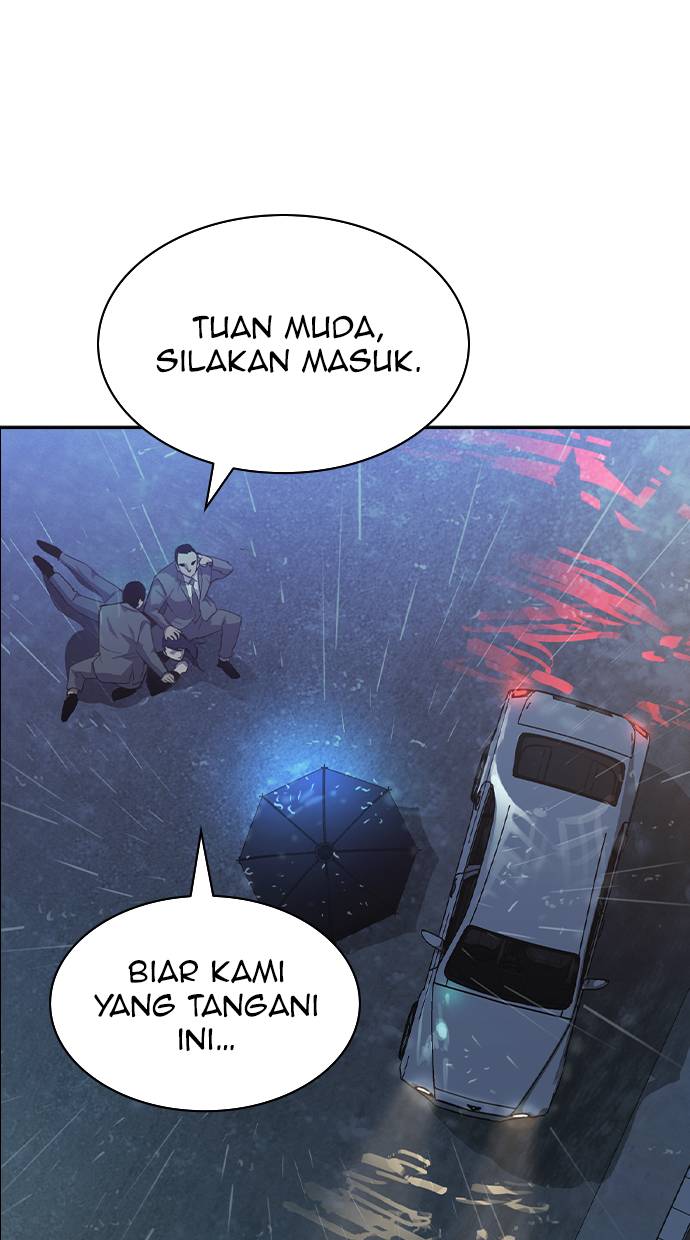 TUAN MUDA,
SILAKAN MASUK.
BIAR KAMI
YANG TANGANI
INI...